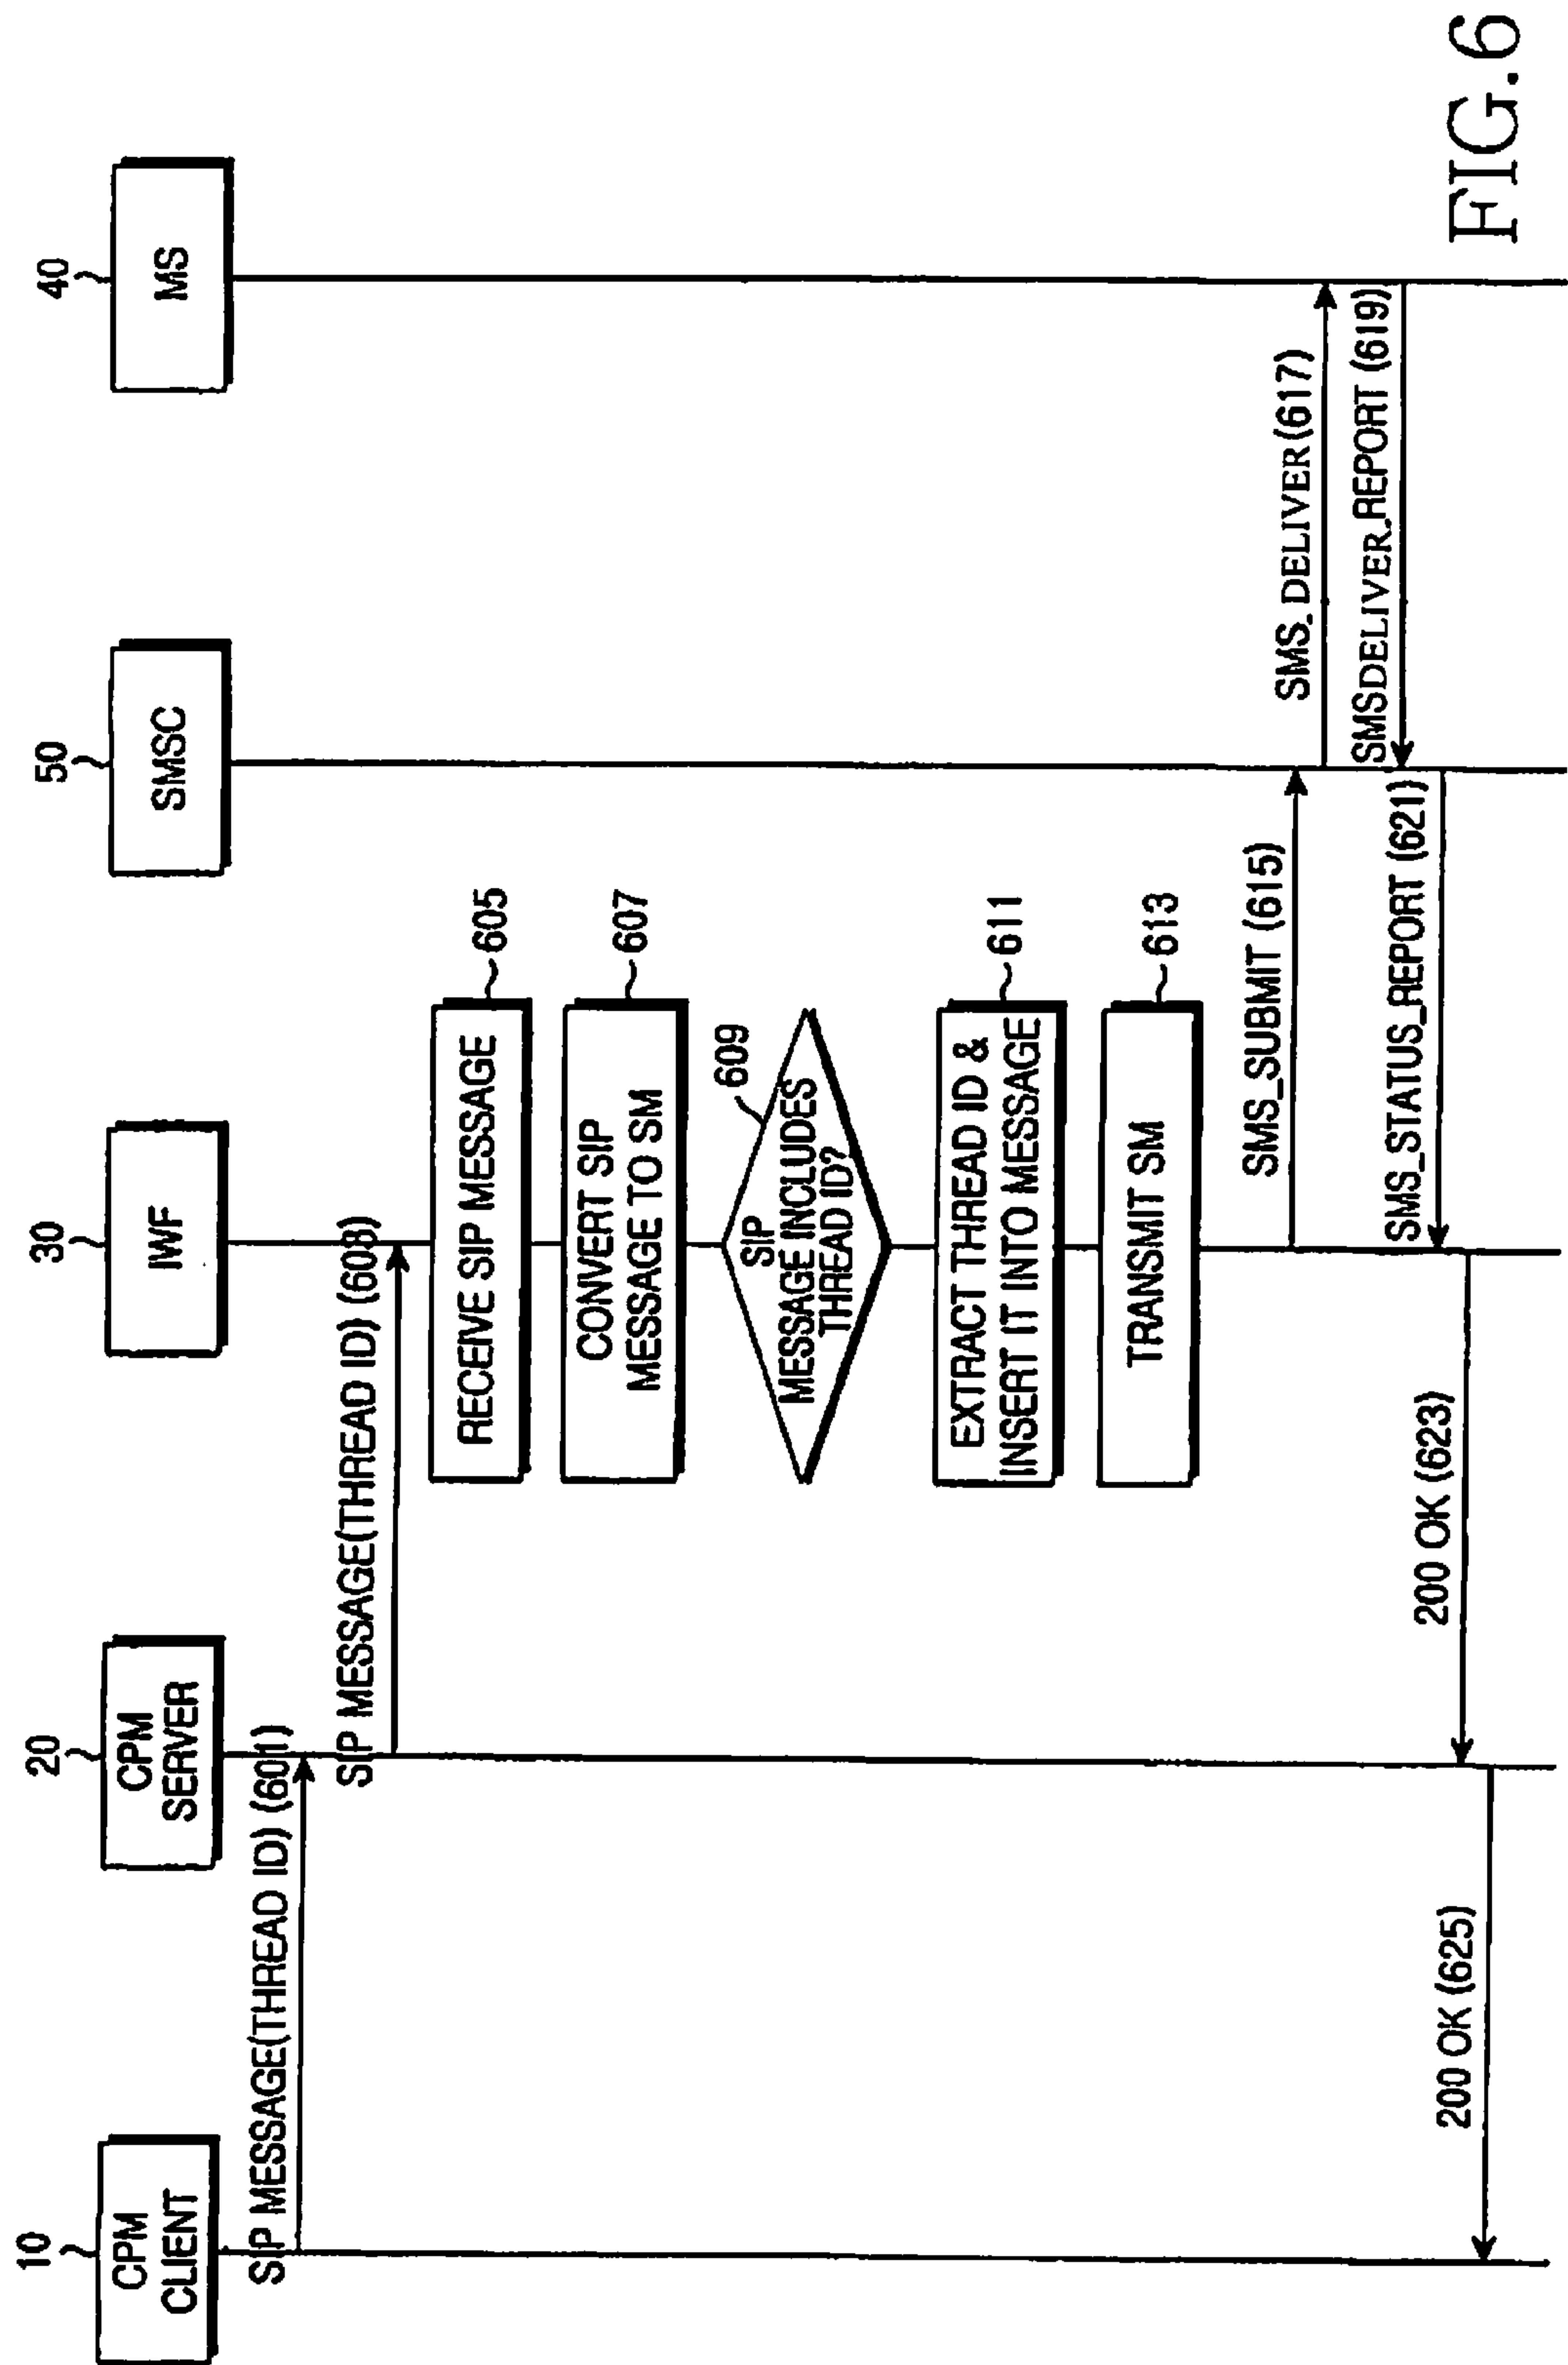 10
CPM
CLIENT
20
CPM
SERVER
30
IWF
50
SMSC
40
MS
SIP MESSAGE(THREAD ID) (601)
SIP MESSAGE(THREAD ID) (603)
RECEIVE SIP MESSAGE
605
CONVERT SIP
MESSAGE TO SM
607
SIP
MESSAGE INCLUDES
THREAD ID?
609
EXTRACT THREAD ID &
INSERT IT INTO MESSAGE
611
TRANSMIT SM
613
SMS_SUBMIT (615)
SMS_DELIVER(617)
SMSDELIVER_REPORT (619)
SMS_STATUS_REPORT (621)
200 OK (623)
200 OK (625)
FIG.6